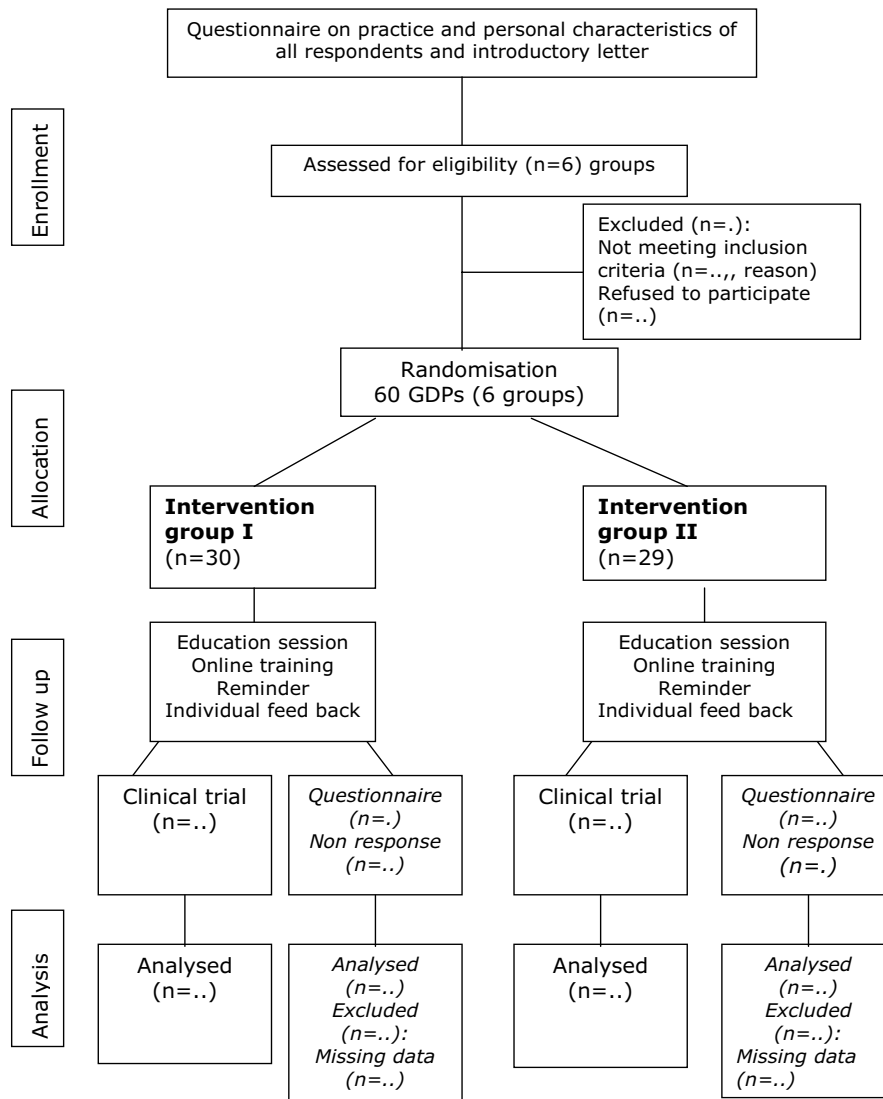 Questionnaire on practice and personal characteristics of
all respondents and introductory letter
Enrollment
Assessed for eligibility (n=6) groups
Excluded (n=.):
Not meeting inclusion
criteria (n=..,, reason)
Refused to participate
(n=..)
Allocation
Randomisation
60 GDPs (6 groups)
Intervention
group I
(n=30)
Intervention
group II
(n=29)
Follow up
Education session
Online training
Reminder
Individual feed back
Education session
Online training
Reminder
Individual feed back
Clinical trial
(n=..)
Questionnaire
(n=.)
Non response
(n=..)
Clinical trial
(n=..)
Questionnaire
(n=..)
Non response
(n=.)
Analysis
Analysed
(n=..)
Analysed
(n=..)
Excluded
(n=..):
Missing data
(n=..)
Analysed
(n=..)
Analysed
(n=..)
Excluded
(n=..):
Missing data
(n=..)